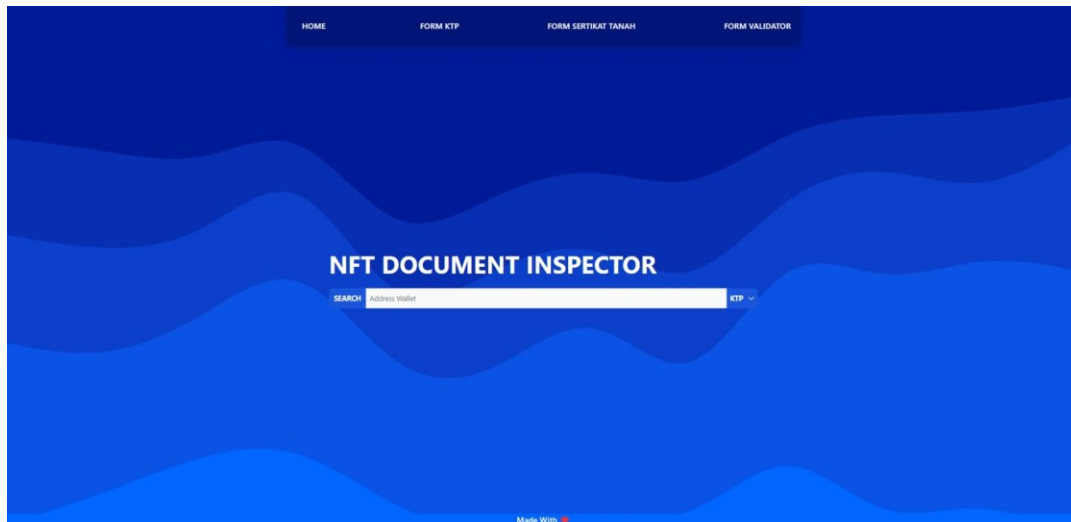 HOME FORM KTP FORM SERTIKAT TANAH FORM VALIDATOR
NFT DOCUMENT INSPECTOR
SEARCH Address Wallet KTP
Made With